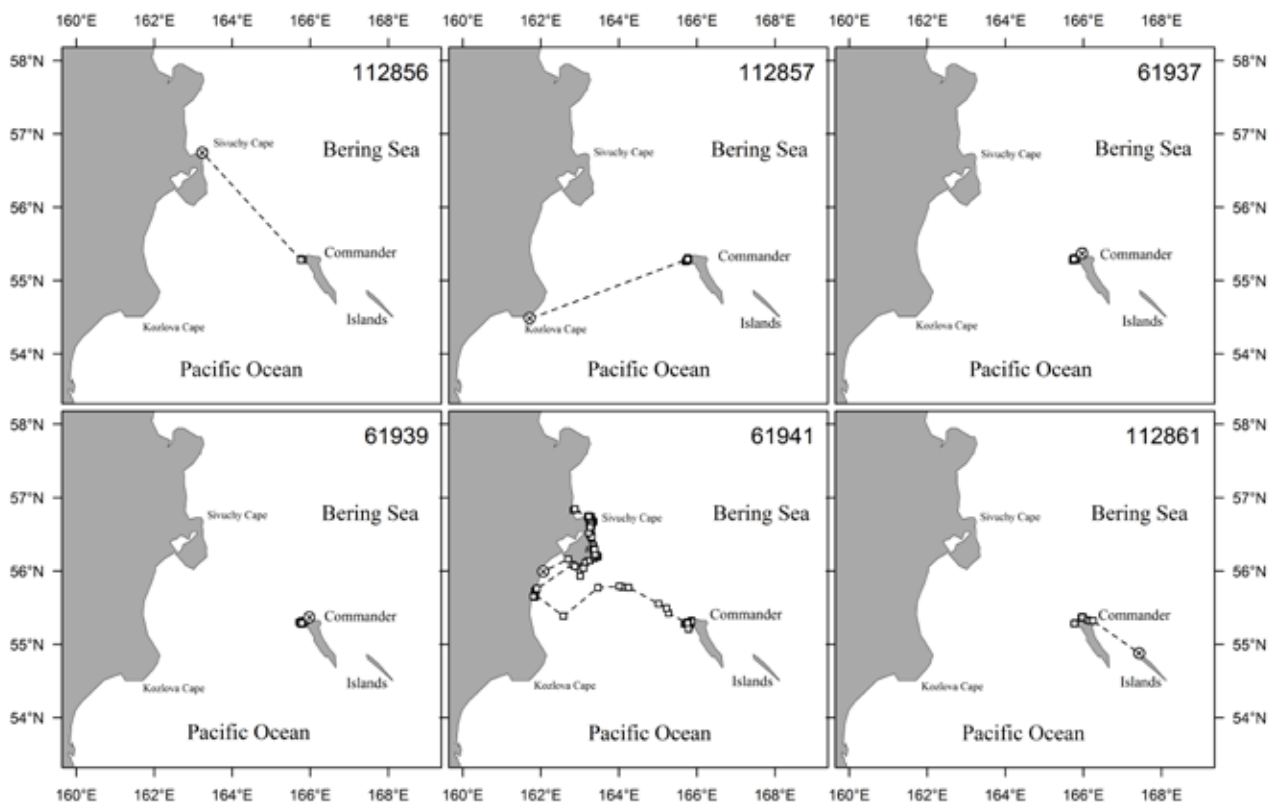 160°E 162°E 164°E 166°E 168°E 160°E 162°E 164°E 166°E 168°E 160°E 162°E 164°E 166°E 168°E
58°N 112856 112857 61937 58°N
57°N Sivuchy Cape Bering Sea Sivuchy Cape Bering Sea Sivuchy Cape Bering Sea 57°N
56°N 56°N
55°N Commander Commander Commander 55°N
Kozlova Cape Islands Kozlova Cape Islands Kozlova Cape Islands
54°N 54°N
Pacific Ocean Pacific Ocean Pacific Ocean
58°N 61939 61941 112861 58°N
57°N Sivuchy Cape Bering Sea Sivuchy Cape Bering Sea Sivuchy Cape Bering Sea 57°N
56°N 56°N
55°N Commander Commander Commander 55°N
Kozlova Cape Islands Kozlova Cape Islands Kozlova Cape Islands
54°N 54°N
Pacific Ocean Pacific Ocean Pacific Ocean
160°E 162°E 164°E 166°E 168°E 160°E 162°E 164°E 166°E 168°E 160°E 162°E 164°E 166°E 168°E